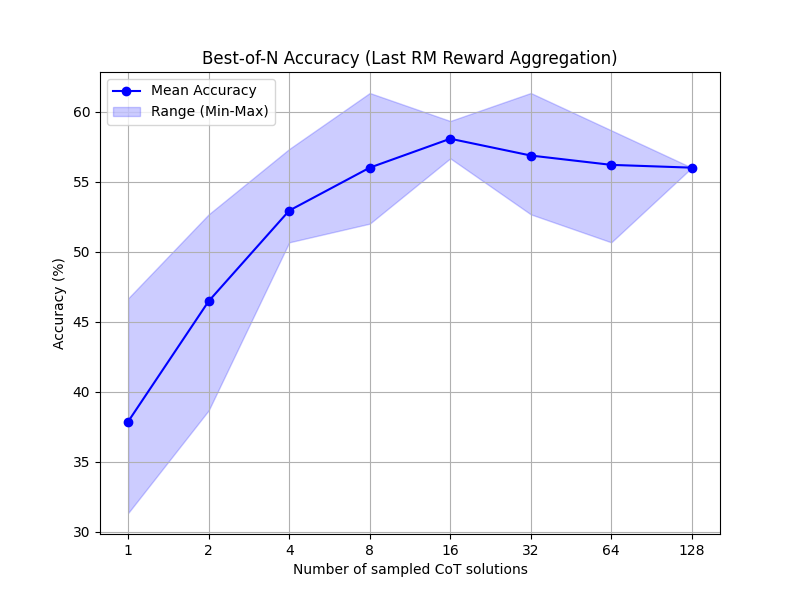 Best-of-N Accuracy (Last RM Reward Aggregation)
Mean Accuracy
Range (Min-Max)
Accuracy (%)
60
55
50
45
40
35
30
1 2 4 8 16 32 64 128
Number of sampled CoT solutions